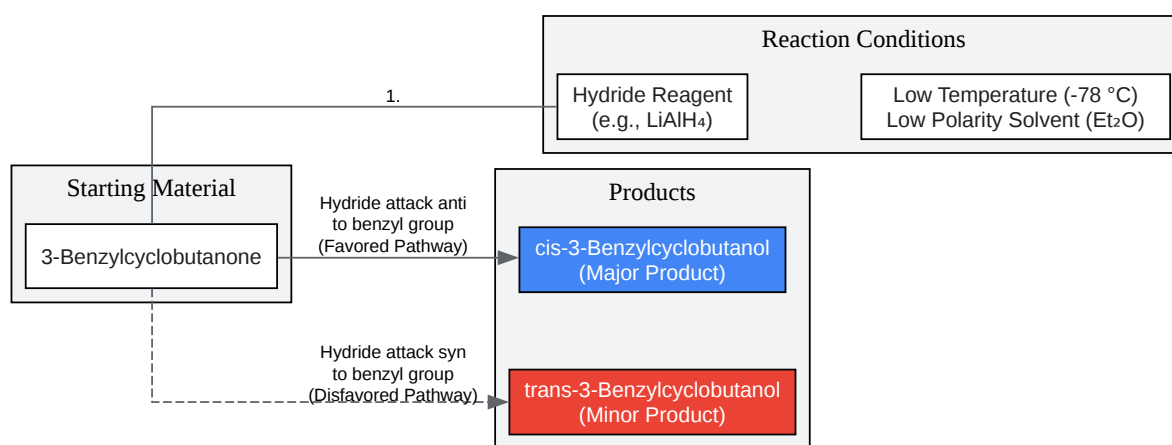 Reaction Conditions
1.
Hydride Reagent
(e.g., LiAlH₄)
Low Temperature (-78 °C)
Low Polarity Solvent (Et₂O)
Starting Material
3-Benzylcyclobutanone
Hydride attack anti
to benzyl group
(Favored Pathway)
Products
cis-3-Benzylcyclobutanol
(Major Product)
Hydride attack syn
to benzyl group
(Disfavored Pathway)
trans-3-Benzylcyclobutanol
(Minor Product)